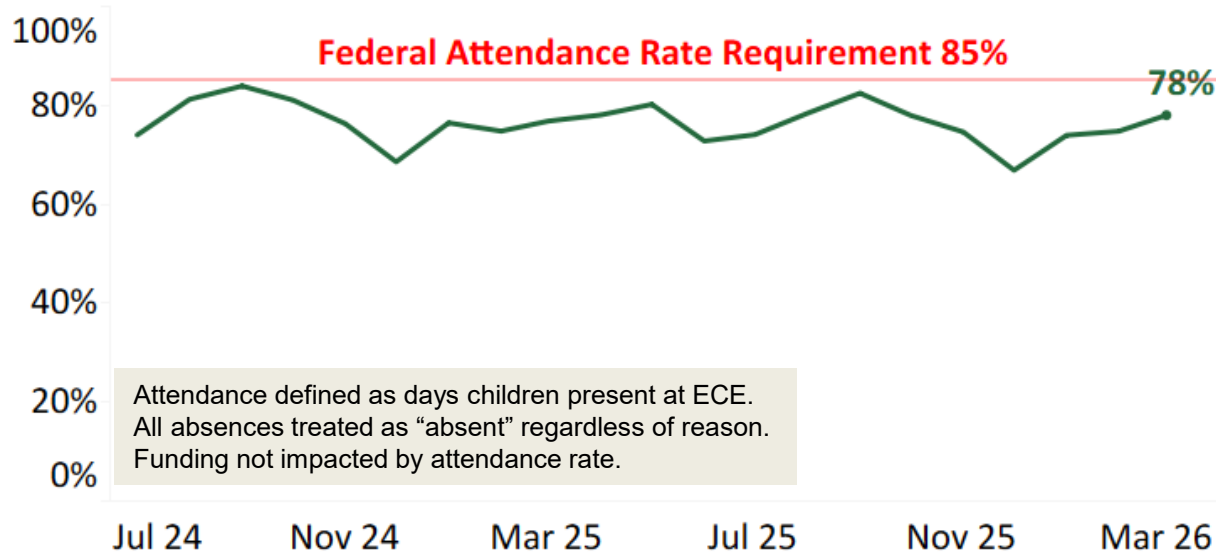 100%
Federal Attendance Rate Requirement 85%
78%
80%
60%
40%
20%
Attendance defined as days children present at ECE.
All absences treated as “absent” regardless of reason.
Funding not impacted by attendance rate.
0%
Jul 24 Nov 24 Mar 25 Jul 25 Nov 25 Mar 26